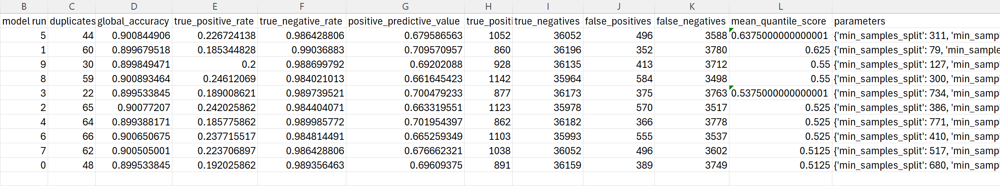 B C D E F G H I J K L
model run duplicates global_accuracy true_positive_rate true_negative_rate positive_predictive_value true_positi true_negatives false_positives false_negatives mean_quantile_score parameters
5 44 0.900844906 0.226724138 0.986428806 0.679586563 1052 36052 496 3588 0.6375000000000001 {'min_samples_split': 311, 'min_samp
1 60 0.899679518 0.185344828 0.99036883 0.709570957 860 36196 352 3780 0.625 {'min_samples_split': 79, 'min_sample
9 30 0.899849471 0.2 0.988699792 0.69202088 928 36135 413 3712 0.55 {'min_samples_split': 127, 'min_samp
8 59 0.900893464 0.24612069 0.984021013 0.661645423 1142 35964 584 3498 0.55 {'min_samples_split': 300, 'min_samp
3 22 0.899533845 0.189008621 0.989739521 0.700479233 877 36173 375 3763 0.5375000000000001 {'min_samples_split': 734, 'min_samp
2 65 0.90077207 0.242025862 0.984404071 0.663319551 1123 35978 570 3517 0.525 {'min_samples_split': 386, 'min_samp
4 64 0.899388171 0.185775862 0.989985772 0.701954397 862 36182 366 3778 0.525 {'min_samples_split': 771, 'min_samp
6 66 0.900650675 0.237715517 0.984814491 0.665259349 1103 35993 555 3537 0.525 {'min_samples_split': 410, 'min_samp
7 62 0.900505001 0.223706897 0.986428806 0.676662321 1038 36052 496 3602 0.5125 {'min_samples_split': 517, 'min_samp
0 48 0.899533845 0.192025862 0.989356463 0.69609375 891 36159 389 3749 0.5125 {'min_samples_split': 680, 'min_samp